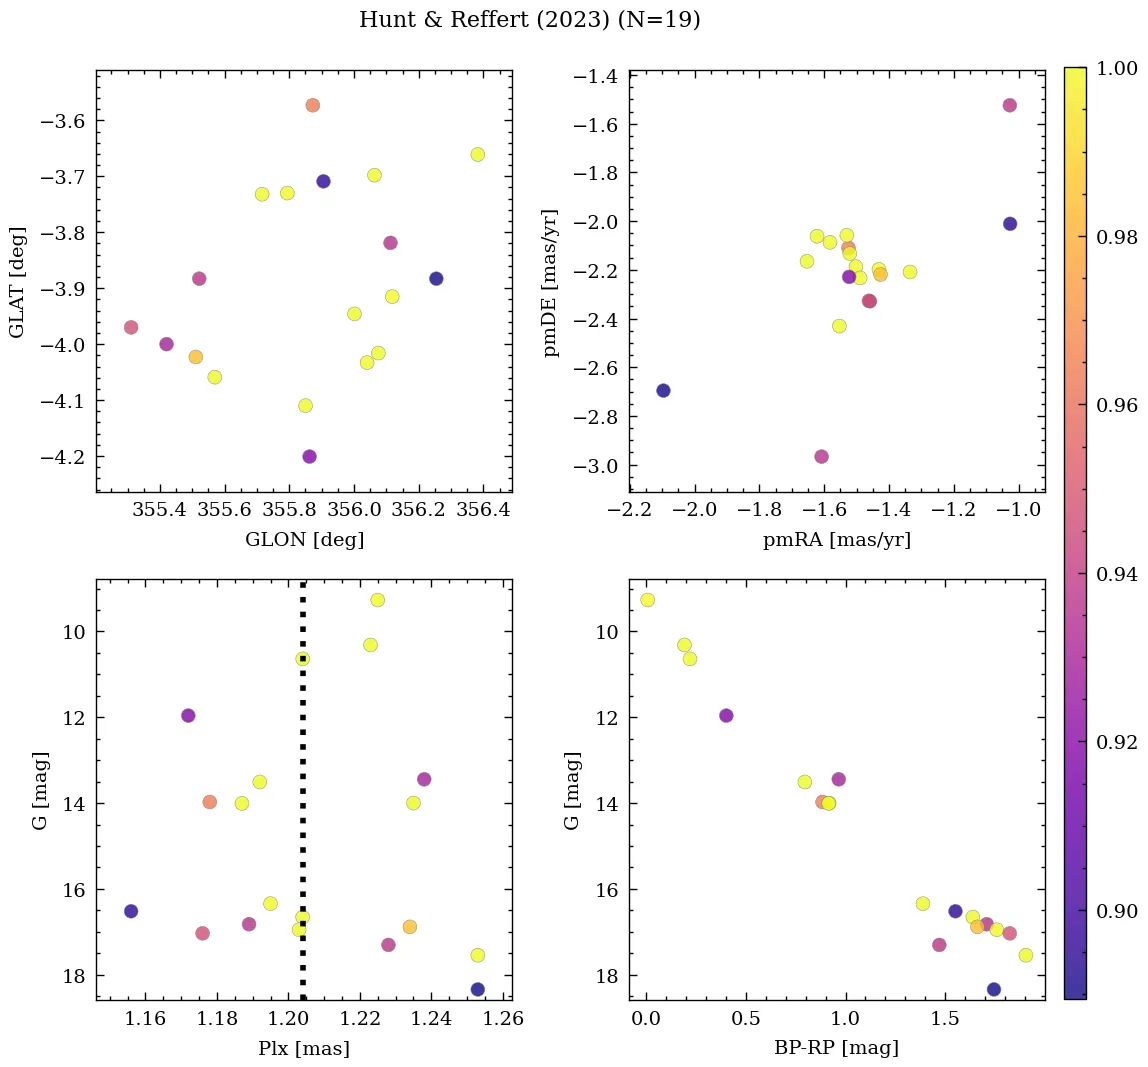 Hunt & Reffert (2023) (N=19)
−3.6
−3.7
−3.8
−3.9
−4.0
−4.1
−4.2
GLAT [deg]
355.4 355.6 355.8 356.0 356.2 356.4
GLON [deg]
−1.4
−1.6
−1.8
−2.0
−2.2
−2.4
−2.6
−2.8
−3.0
pmDE [mas/yr]
−2.2 −2.0 −1.8 −1.6 −1.4 −1.2 −1.0
pmRA [mas/yr]
10
12
14
16
18
G [mag]
1.16 1.18 1.20 1.22 1.24 1.26
Plx [mas]
10
12
14
16
18
G [mag]
0.0 0.5 1.0 1.5
BP-RP [mag]
1.00
0.98
0.96
0.94
0.92
0.90